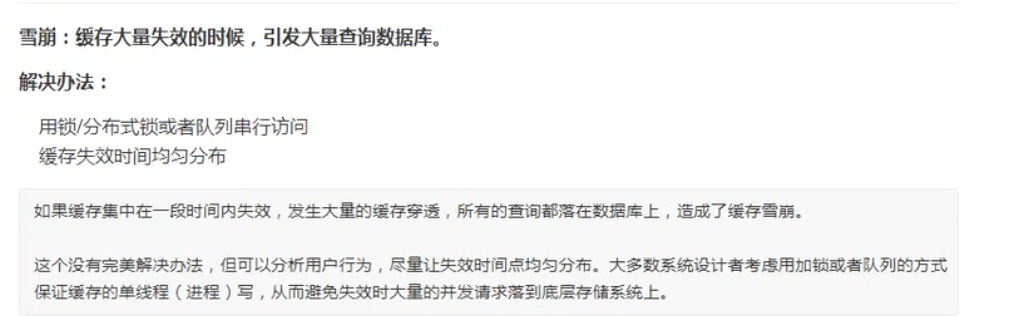 雪崩：缓存大量失效的时候，引发大量查询数据库。
解决办法：
用锁/分布式锁或者队列串行访问
缓存失效时间均匀分布
如果缓存集中在一段时间内失效，发生大量的缓存穿透，所有的查询都落在数据库上，造成了缓存雪崩。
这个没有完美解决办法，但可以分析用户行为，尽量让失效时间点均匀分布。大多数系统设计者考虑用加锁或者队列的方式
保证缓存的单线程（进程）写，从而避免失效时大量的并发请求落到底层存储系统上。